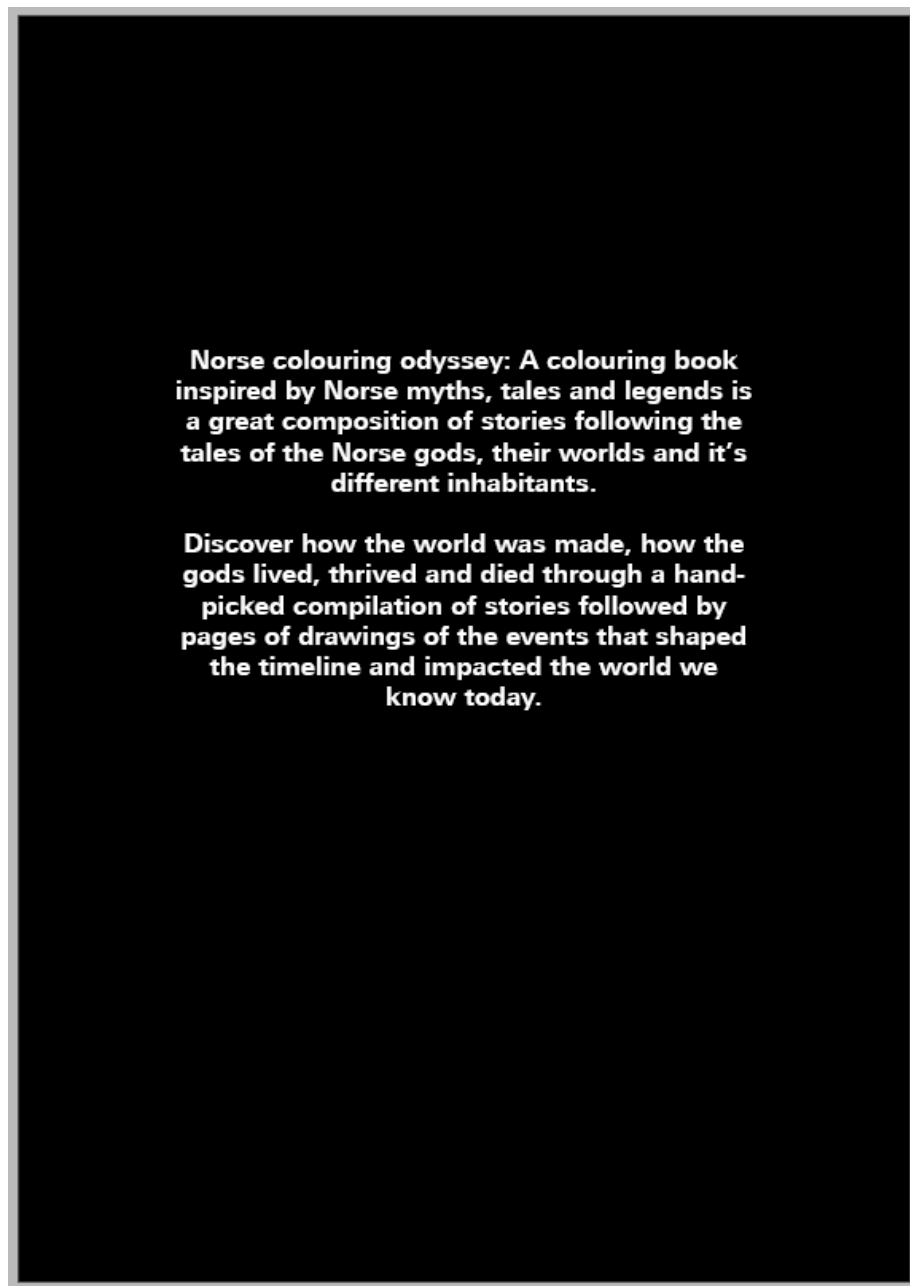 Norse colouring odyssey: A colouring book
inspired by Norse myths, tales and legends is
a great composition of stories following the
tales of the Norse gods, their worlds and it's
different inhabitants.
Discover how the world was made, how the
gods lived, thrived and died through a hand-
picked compilation of stories followed by
pages of drawings of the events that shaped
the timeline and impacted the world we
know today.